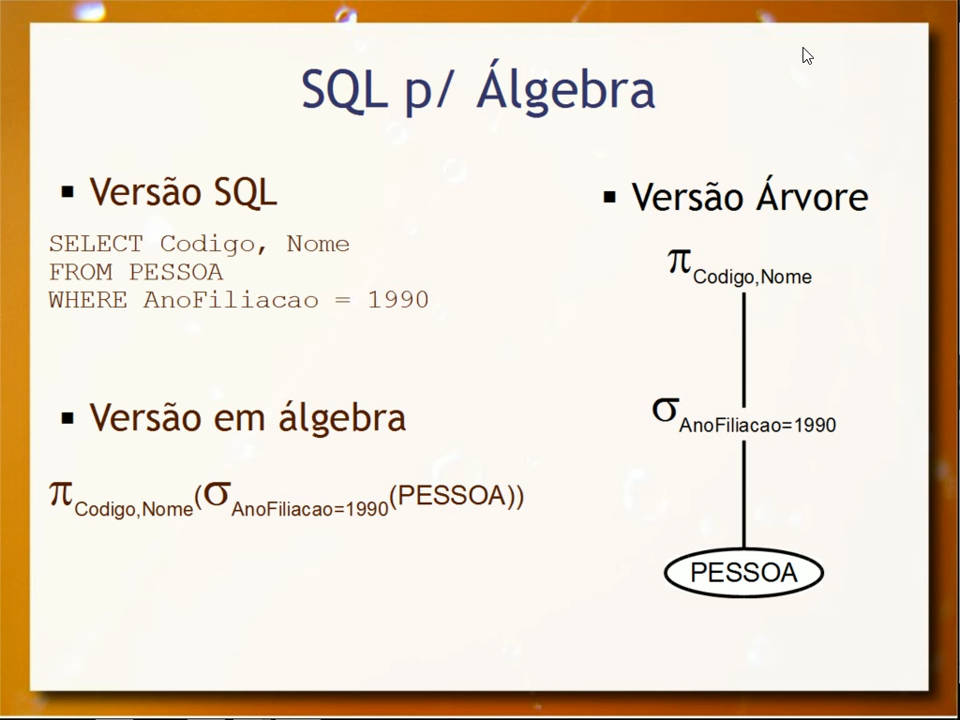 SQL p/ Álgebra
▪ Versão SQL
SELECT Codigo, Nome
FROM PESSOA
WHERE AnoFiliacao = 1990
▪ Versão em álgebra
πCodigo,Nome(σAnoFiliacao=1990(PESSOA))
▪ Versão Árvore
πCodigo,Nome
σAnoFiliacao=1990
PESSOA